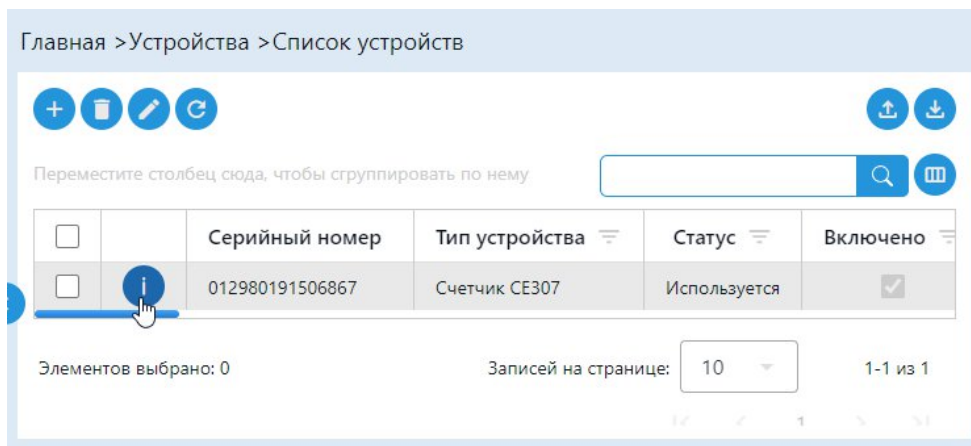 Главная >Устройства >Список устройств
Переместите столбец сюда, чтобы сгруппировать по нему
Серийный номер Тип устройства Статус Включено
i 012980191506867 Счетчик СЕ307 Используется
Элементов выбрано: 0 Записей на странице: 10 1-1 из 1
1